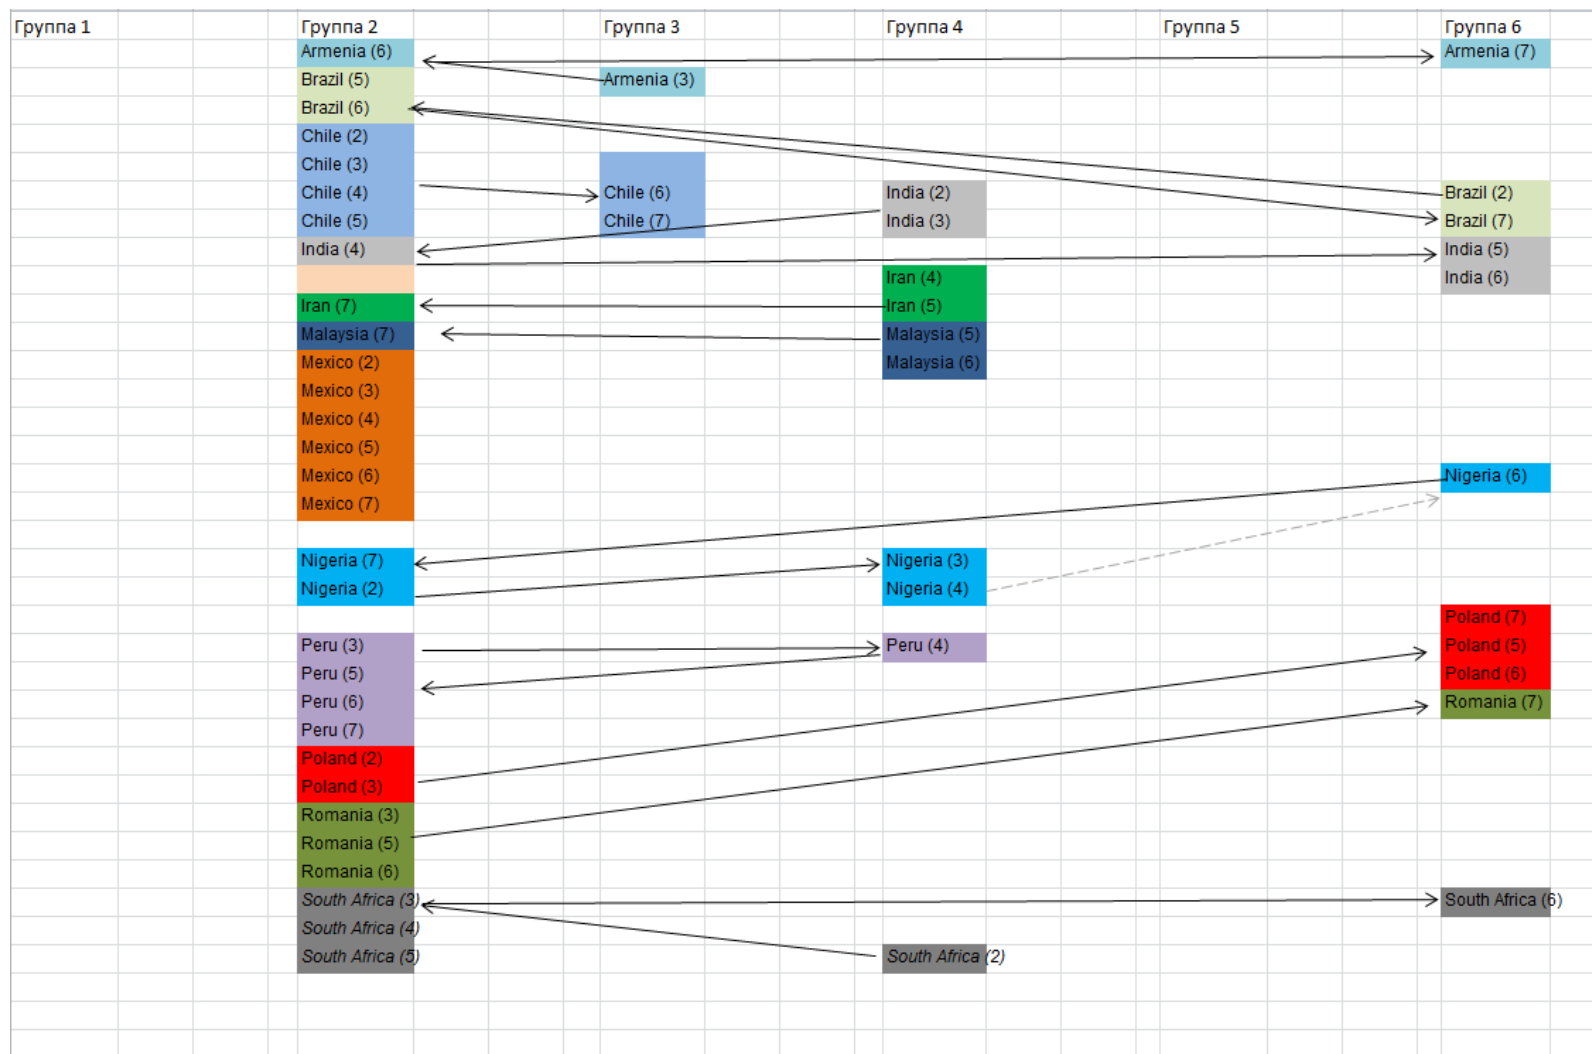 Группа 1 Группа 2 Группа 3 Группа 4 Группа 5 Группа 6
Armenia (6) Armenia (7)
Brazil (5) Armenia (3)
Brazil (6)
Chile (2)
Chile (3)
Chile (4) Chile (6) India (2) Brazil (2)
Chile (5) Chile (7) India (3) Brazil (7)
India (4) India (5)
Iran (4) India (6)
Iran (7) Iran (5)
Malaysia (7) Malaysia (5)
Mexico (2) Malaysia (6)
Mexico (3)
Mexico (4)
Mexico (5)
Mexico (6) Nigeria (6)
Mexico (7)
Nigeria (7) Nigeria (3)
Nigeria (2) Nigeria (4)
Poland (7)
Peru (3) Peru (4) Poland (5)
Peru (5) Poland (6)
Peru (6) Romania (7)
Peru (7)
Poland (2)
Poland (3)
Romania (3)
Romania (5)
Romania (6)
South Africa (3) South Africa (6)
South Africa (4)
South Africa (5) South Africa (2)